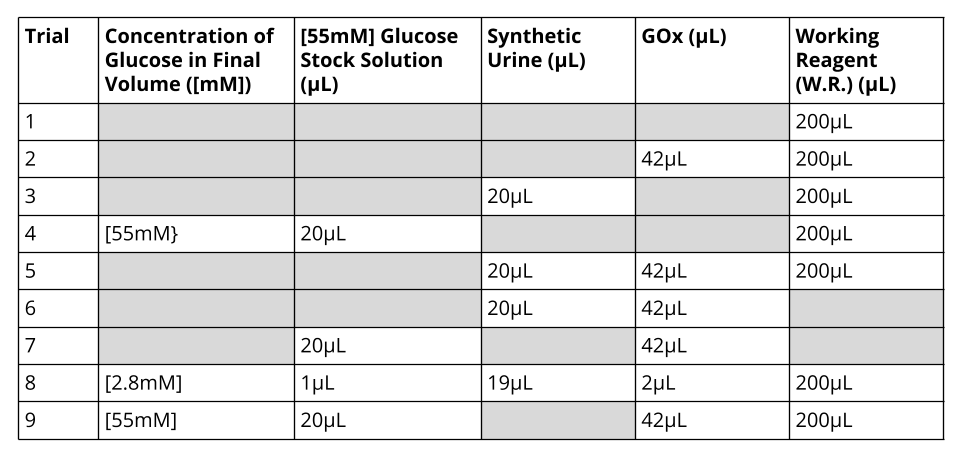 Trial Concentration of Glucose in Final Volume ([mM]) [55mM] Glucose Stock Solution (µL) Synthetic Urine (µL) GOx (µL) Working Reagent (W.R.) (µL)
1 200µL
2 42µL 200µL
3 20µL 200µL
4 [55mM} 20µL 200µL
5 20µL 42µL 200µL
6 20µL 42µL
7 20µL 42µL
8 [2.8mM] 1µL 19µL 2µL 200µL
9 [55mM] 20µL 42µL 200µL